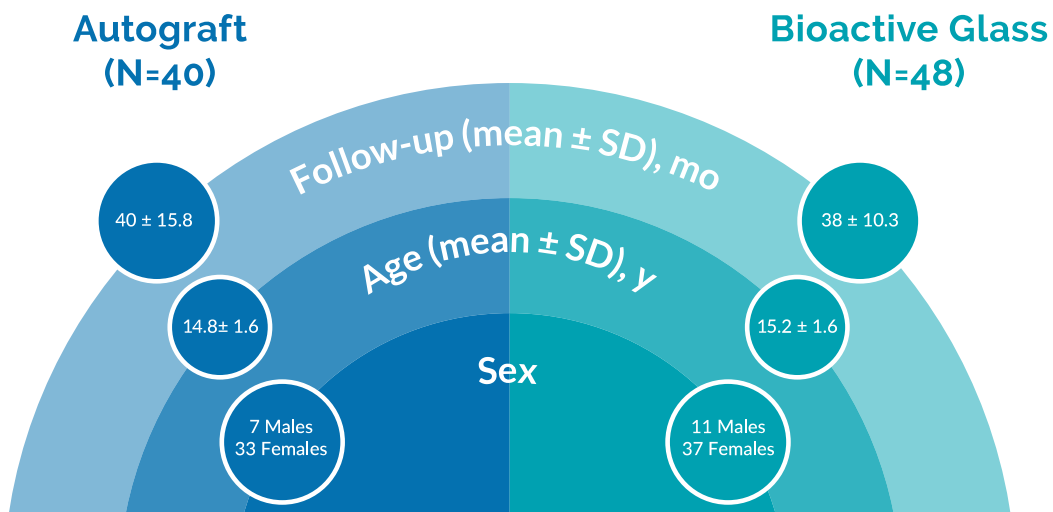 Autograft
(N=40)
Bioactive Glass
(N=48)
Follow-up (mean ± SD), mo
40 ± 15.8
38 ± 10.3
Age (mean ± SD), y
14.8± 1.6
15.2 ± 1.6
Sex
7 Males
33 Females
11 Males
37 Females